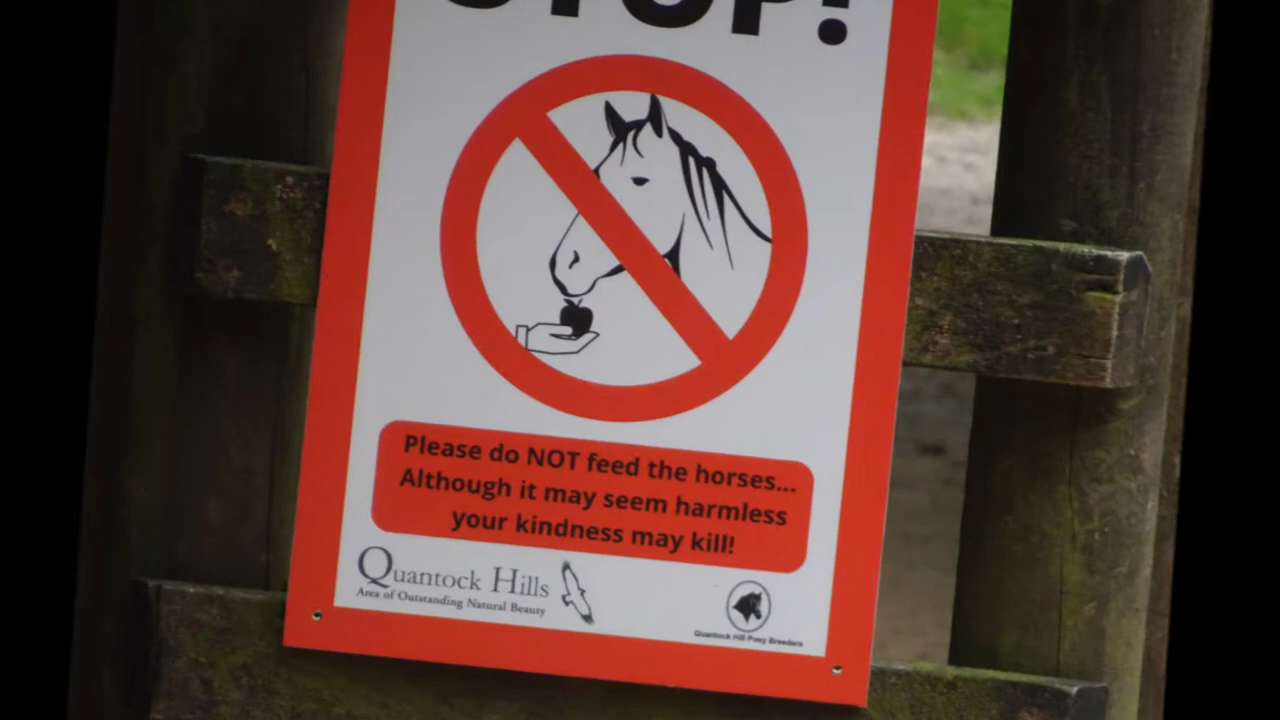 STOP!
Please do NOT feed the horses...
Although it may seem harmless
your kindness may kill!
Quantock Hills
Area of Outstanding Natural Beauty
Quantock Hill Pony Breeders